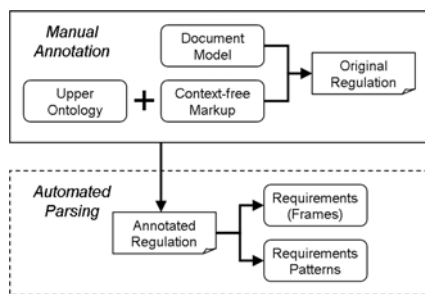 Manual
Annotation
Document
Model
Original
Regulation
Upper
Ontology
+
Context-free
Markup
Automated
Parsing
Annotated
Regulation
Requirements
(Frames)
Requirements
Patterns